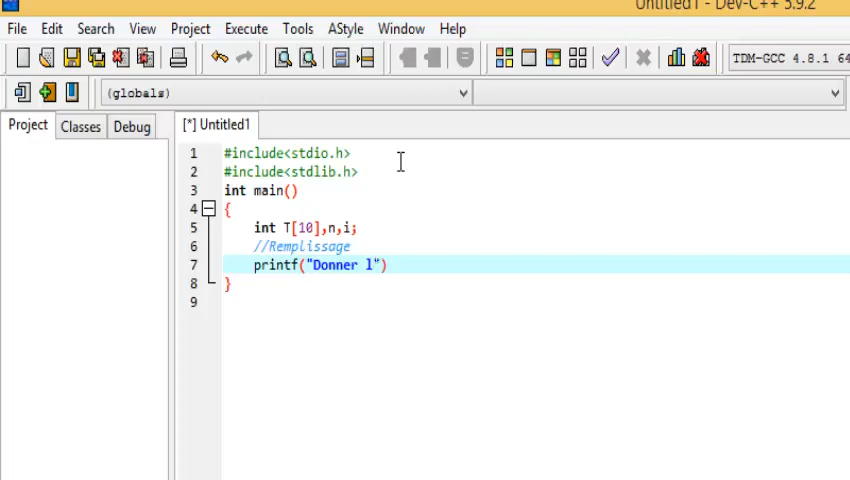 Untitled1 - Dev-C++ 5.9.2
File Edit Search View Project Execute Tools AStyle Window Help
TDM-GCC 4.8.1 64
(globals)
Project Classes Debug [*] Untitled1
1 #include<stdio.h>
2 #include<stdlib.h>
3 int main()
4 {
5 int T[10],n,i;
6 //Remplissage
7 printf("Donner l")
8 }
9